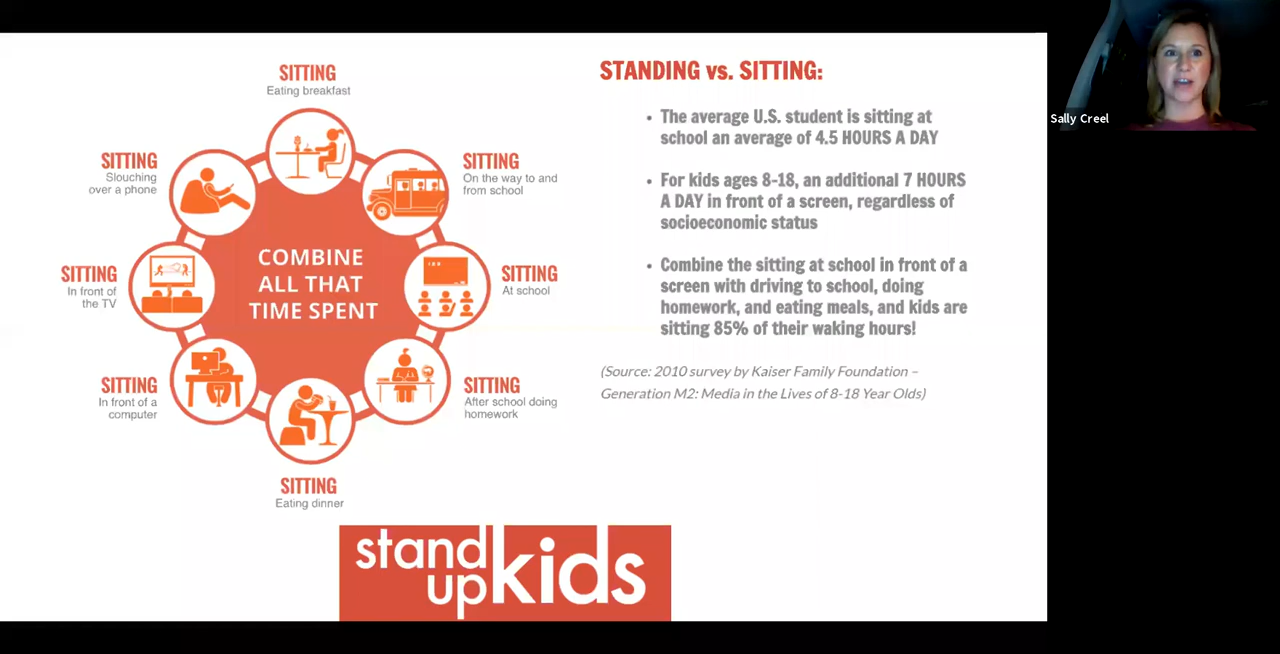 SITTING
Eating breakfast
SITTING
Slouching
over a phone
SITTING
On the way to and
from school
SITTING
In front of
the TV
COMBINE
ALL THAT
TIME SPENT
SITTING
At school
SITTING
In front of a
computer
SITTING
After school doing
homework
SITTING
Eating dinner
STANDING vs. SITTING:
• The average U.S. student is sitting at
school an average of 4.5 HOURS A DAY
• For kids ages 8-18, an additional 7 HOURS
A DAY in front of a screen, regardless of
socioeconomic status
• Combine the sitting at school in front of a
screen with driving to school, doing
homework, and eating meals, and kids are
sitting 85% of their waking hours!
(Source: 2010 survey by Kaiser Family Foundation –
Generation M2: Media in the Lives of 8-18 Year Olds)
stand
up kids
Sally Creel